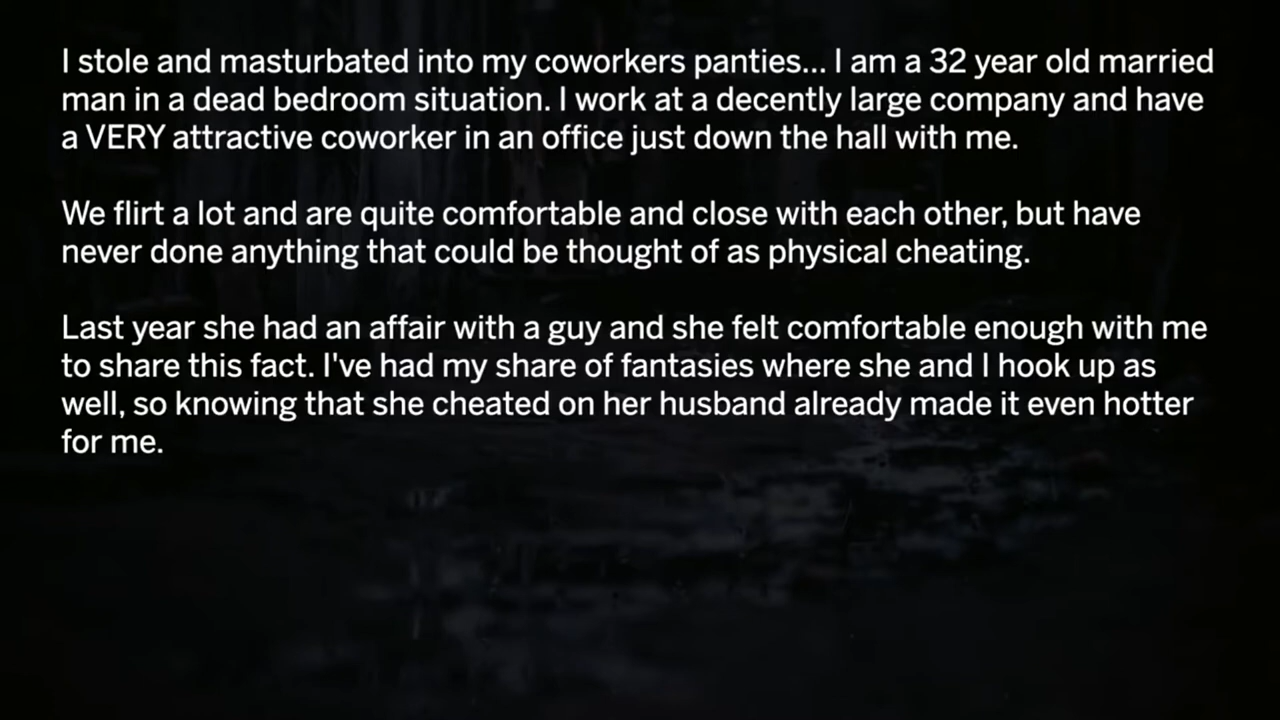 I stole and masturbated into my coworkers panties... I am a 32 year old married
man in a dead bedroom situation. I work at a decently large company and have
a VERY attractive coworker in an office just down the hall with me.
We flirt a lot and are quite comfortable and close with each other, but have
never done anything that could be thought of as physical cheating.
Last year she had an affair with a guy and she felt comfortable enough with me
to share this fact. I've had my share of fantasies where she and I hook up as
well, so knowing that she cheated on her husband already made it even hotter
for me.